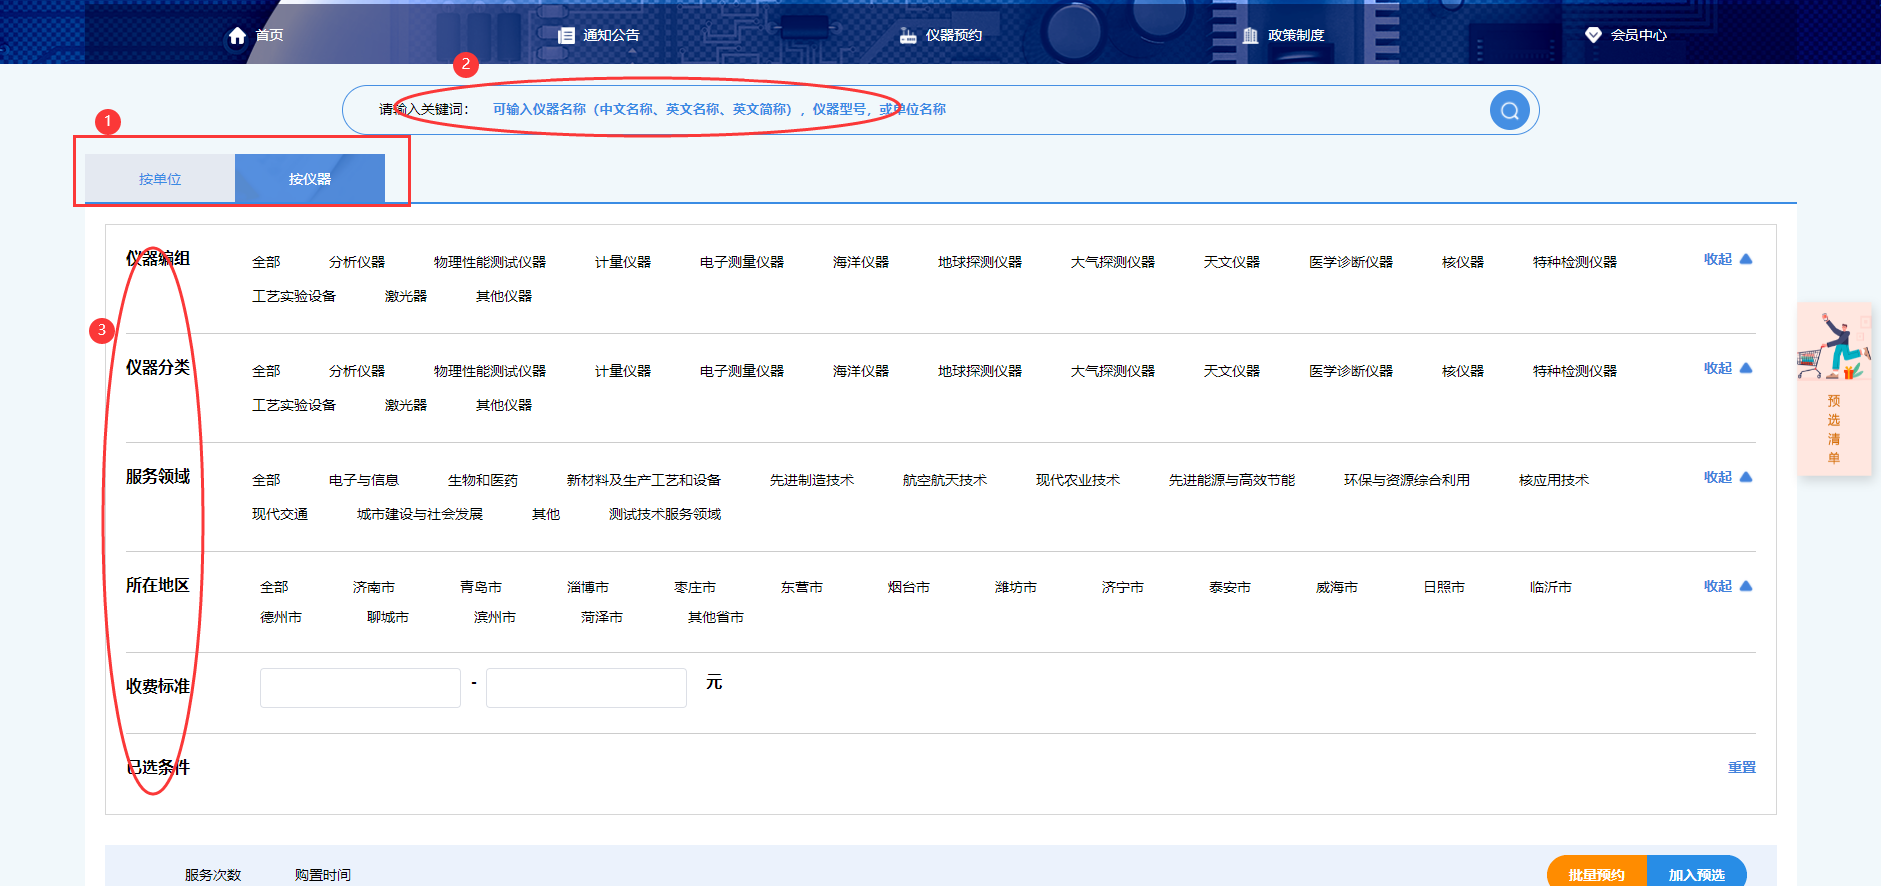 首页 通知公告 仪器预约 政策制度 会员中心
2
请输入关键词： 可输入仪器名称（中文名称、英文名称、英文简称），仪器型号，或单位名称
1
按单位 按仪器
仪器编组 全部 分析仪器 物理性能测试仪器 计量仪器 电子测量仪器 海洋仪器 地球探测仪器 大气探测仪器 天文仪器 医学诊断仪器 核仪器 特种检测仪器 收起
工艺实验设备 激光器 其他仪器
3
仪器分类 全部 分析仪器 物理性能测试仪器 计量仪器 电子测量仪器 海洋仪器 地球探测仪器 大气探测仪器 天文仪器 医学诊断仪器 核仪器 特种检测仪器 收起
工艺实验设备 激光器 其他仪器
服务领域 全部 电子与信息 生物和医药 新材料及生产工艺和设备 先进制造技术 航空航天技术 现代农业技术 先进能源与高效节能 环保与资源综合利用 核应用技术 收起
现代交通 城市建设与社会发展 其他 测试技术服务领域
所在地区 全部 济南市 青岛市 淄博市 枣庄市 东营市 烟台市 潍坊市 济宁市 泰安市 威海市 日照市 临沂市 收起
德州市 聊城市 滨州市 菏泽市 其他省市
收费标准 - 元
已选条件 重置
服务次数 购置时间 批量预约 加入预选
预
选
清
单